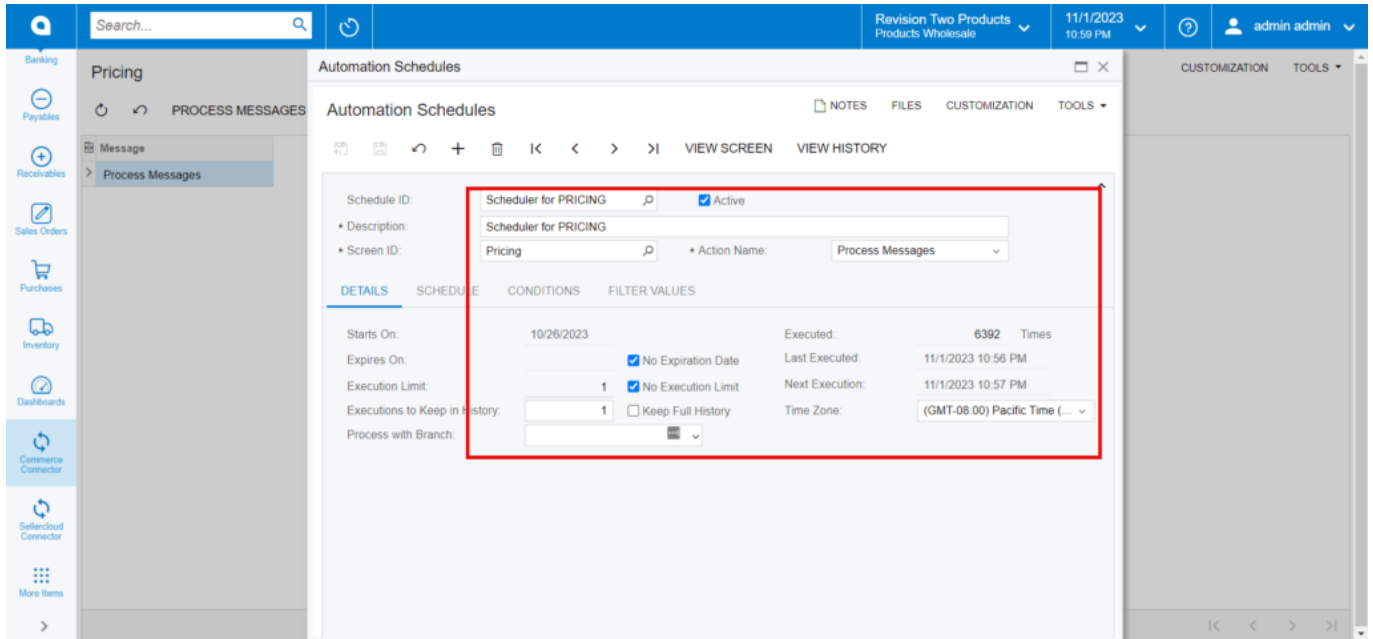 Search...
Revision Two Products
Products Wholesale
11/1/2023
10:59 PM
admin admin
Banking
Payables
Receivables
Sales Orders
Purchases
Inventory
Dashboards
Commerce
Connector
Sellercloud
Connector
More Items
Pricing
PROCESS MESSAGES
Message
Process Messages
CUSTOMIZATION TOOLS
Automation Schedules
Automation Schedules
NOTES FILES CUSTOMIZATION TOOLS
VIEW SCREEN VIEW HISTORY
Schedule ID: Scheduler for PRICING Active
Description: Scheduler for PRICING
Screen ID: Pricing Action Name: Process Messages
DETAILS SCHEDULE CONDITIONS FILTER VALUES
Starts On: 10/26/2023 Executed: 6392 Times
Expires On: No Expiration Date Last Executed: 11/1/2023 10:56 PM
Execution Limit: 1 No Execution Limit Next Execution: 11/1/2023 10:57 PM
Executions to Keep in History: 1 Keep Full History Time Zone: (GMT-08:00) Pacific Time (...
Process with Branch: